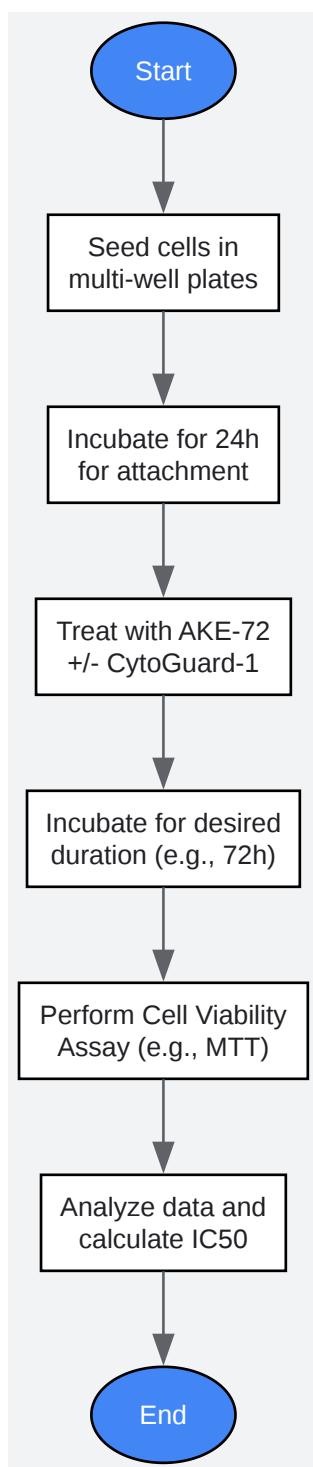 Start
Seed cells in
multi-well plates
Incubate for 24h
for attachment
Treat with AKE-72
+/- CytoGuard-1
Incubate for desired
duration (e.g., 72h)
Perform Cell Viability
Assay (e.g., MTT)
Analyze data and
calculate IC50
End